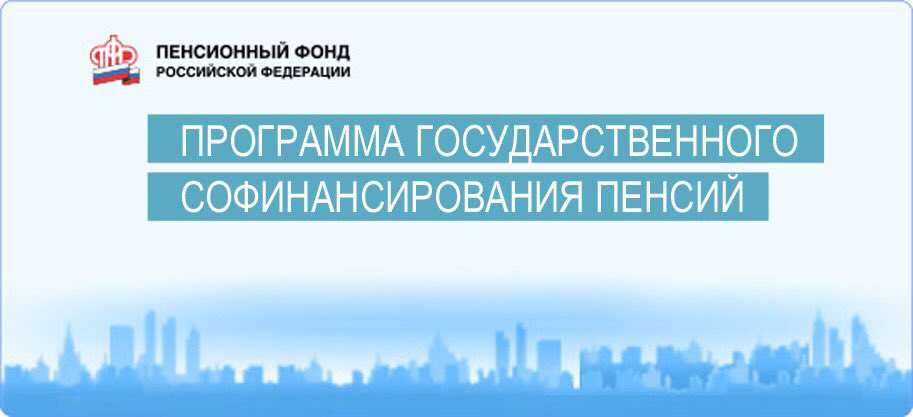 ПЕНСИОННЫЙ ФОНД
РОССИЙСКОЙ ФЕДЕРАЦИИ
ПРОГРАММА ГОСУДАРСТВЕННОГО
СОФИНАНСИРОВАНИЯ ПЕНСИЙ